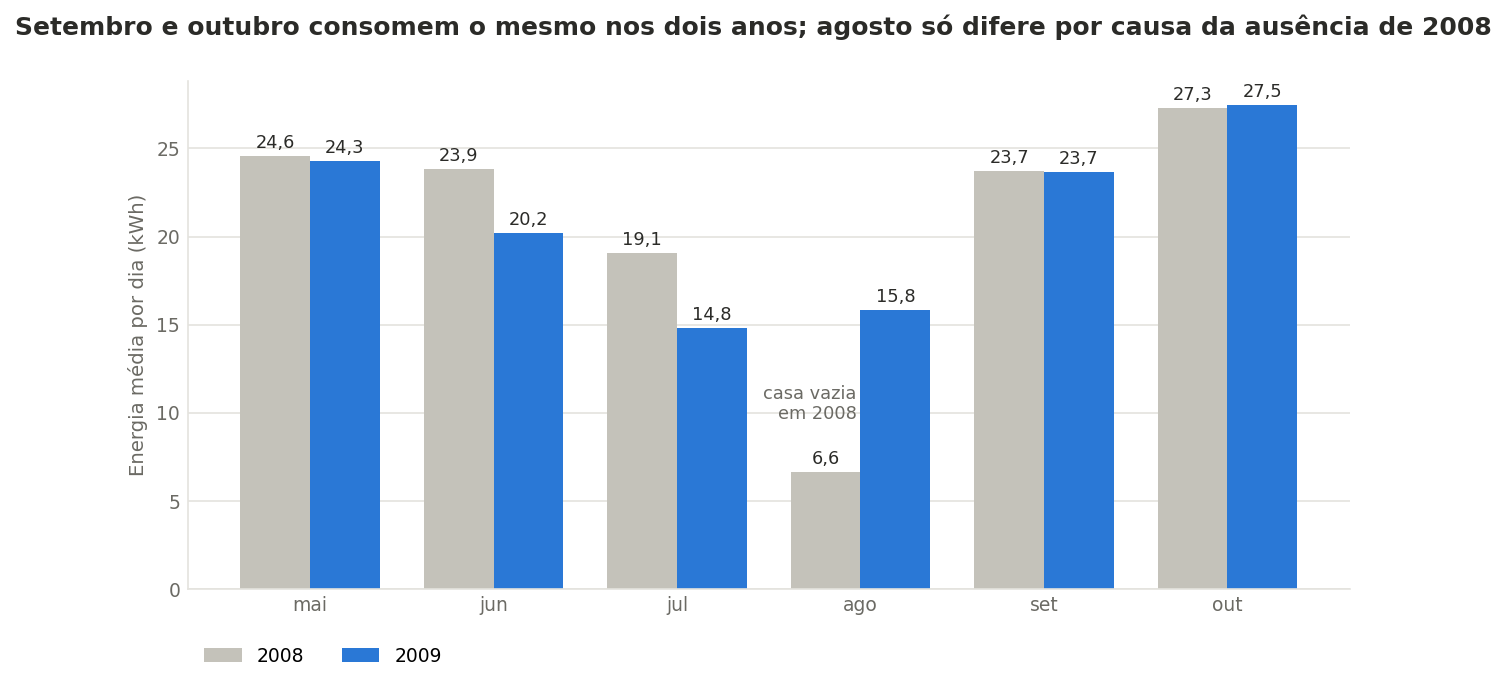 Setembro e outubro consomem o mesmo nos dois anos; agosto só difere por causa da ausência de 2008
Energia média por dia (kWh)
25
20
15
10
5
0
24,6
24,3
23,9
20,2
19,1
14,8
casa vazia
em 2008
6,6
15,8
23,7
23,7
27,3
27,5
mai
jun
jul
ago
set
out
2008
2009